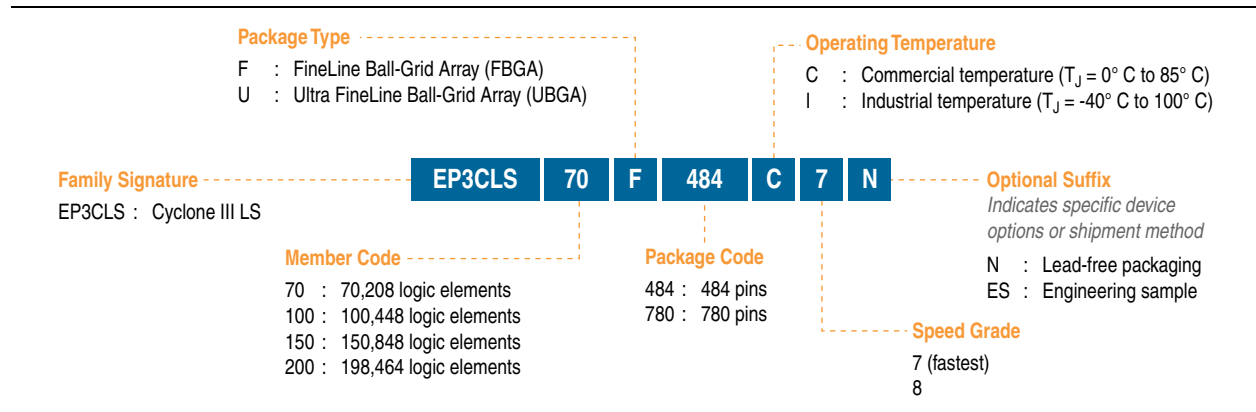 Package Type
F : FineLine Ball-Grid Array (FBGA)
U : Ultra FineLine Ball-Grid Array (UBGA)
Operating Temperature
C : Commercial temperature (TJ = 0° C to 85° C)
I : Industrial temperature (TJ = -40° C to 100° C)
EP3CLS 70 F 484 C 7 N
Family Signature
EP3CLS : Cyclone III LS
Optional Suffix
Indicates specific device
options or shipment method
N : Lead-free packaging
ES : Engineering sample
Member Code
70 : 70,208 logic elements
100 : 100,448 logic elements
150 : 150,848 logic elements
200 : 198,464 logic elements
Package Code
484 : 484 pins
780 : 780 pins
Speed Grade
7 (fastest)
8